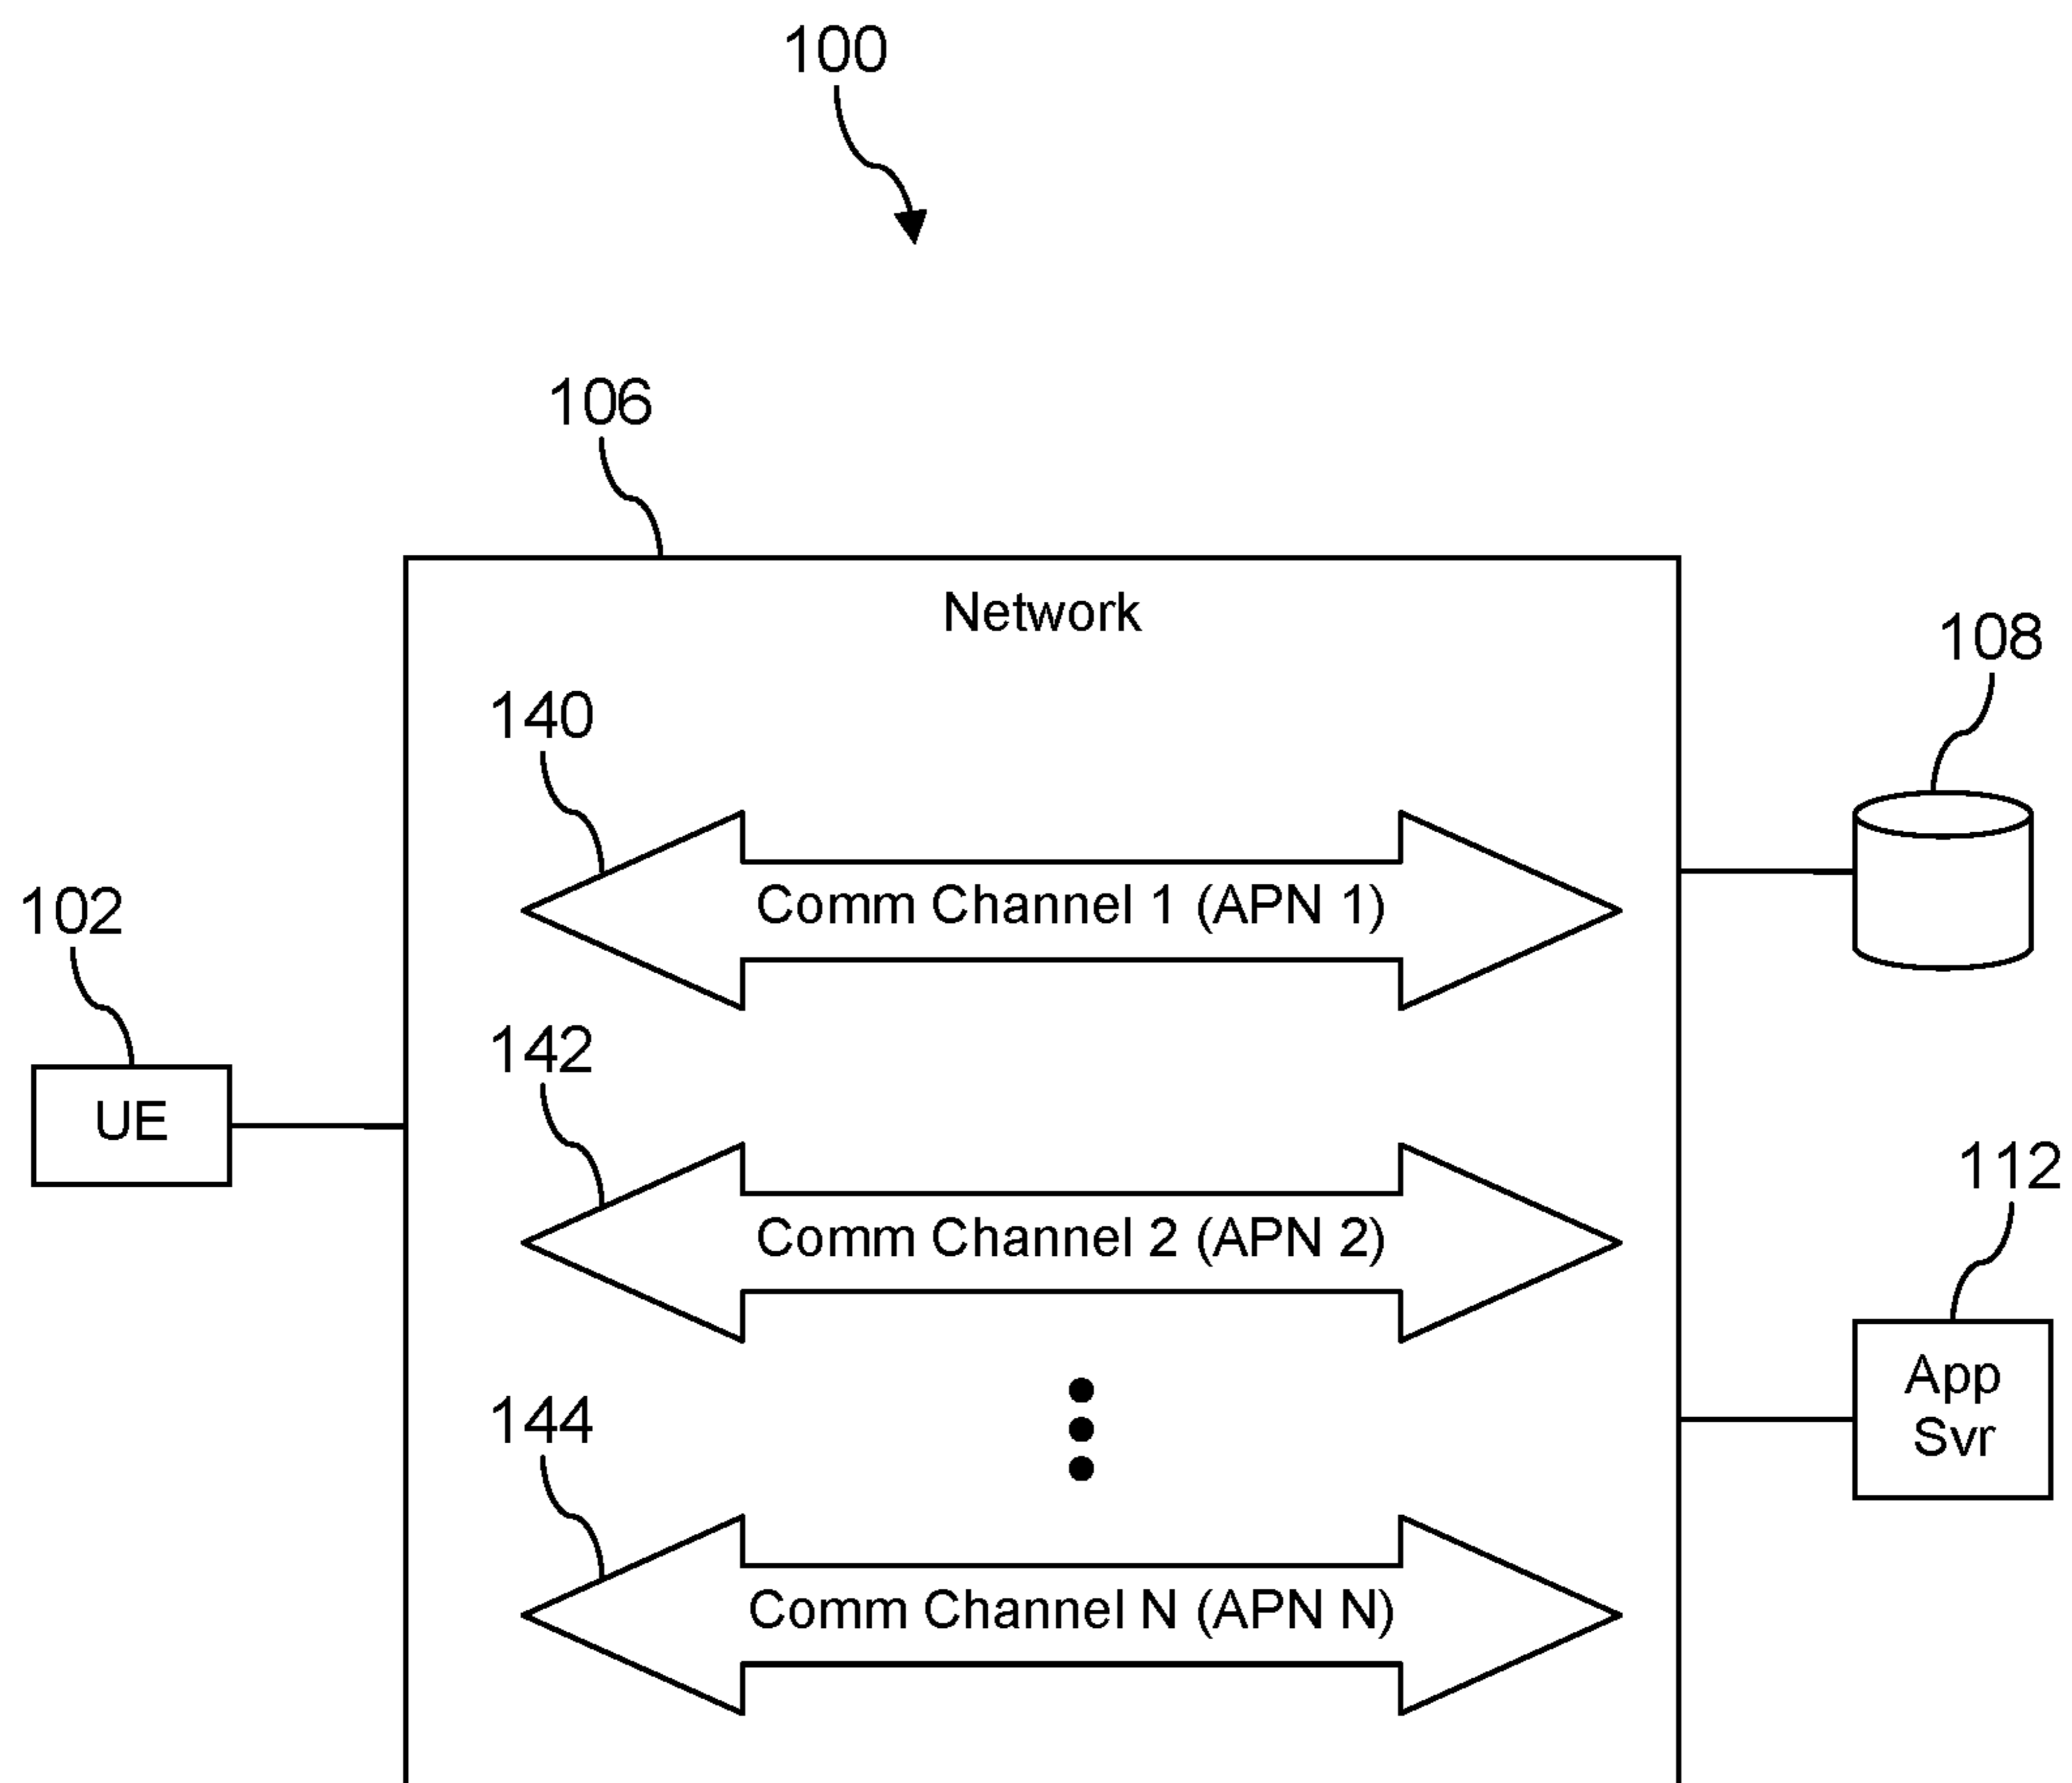 100
106
Network
108
140
Comm Channel 1 (APN 1)
102
UE
142
Comm Channel 2 (APN 2)
112
App
Svr
144
Comm Channel N (APN N)